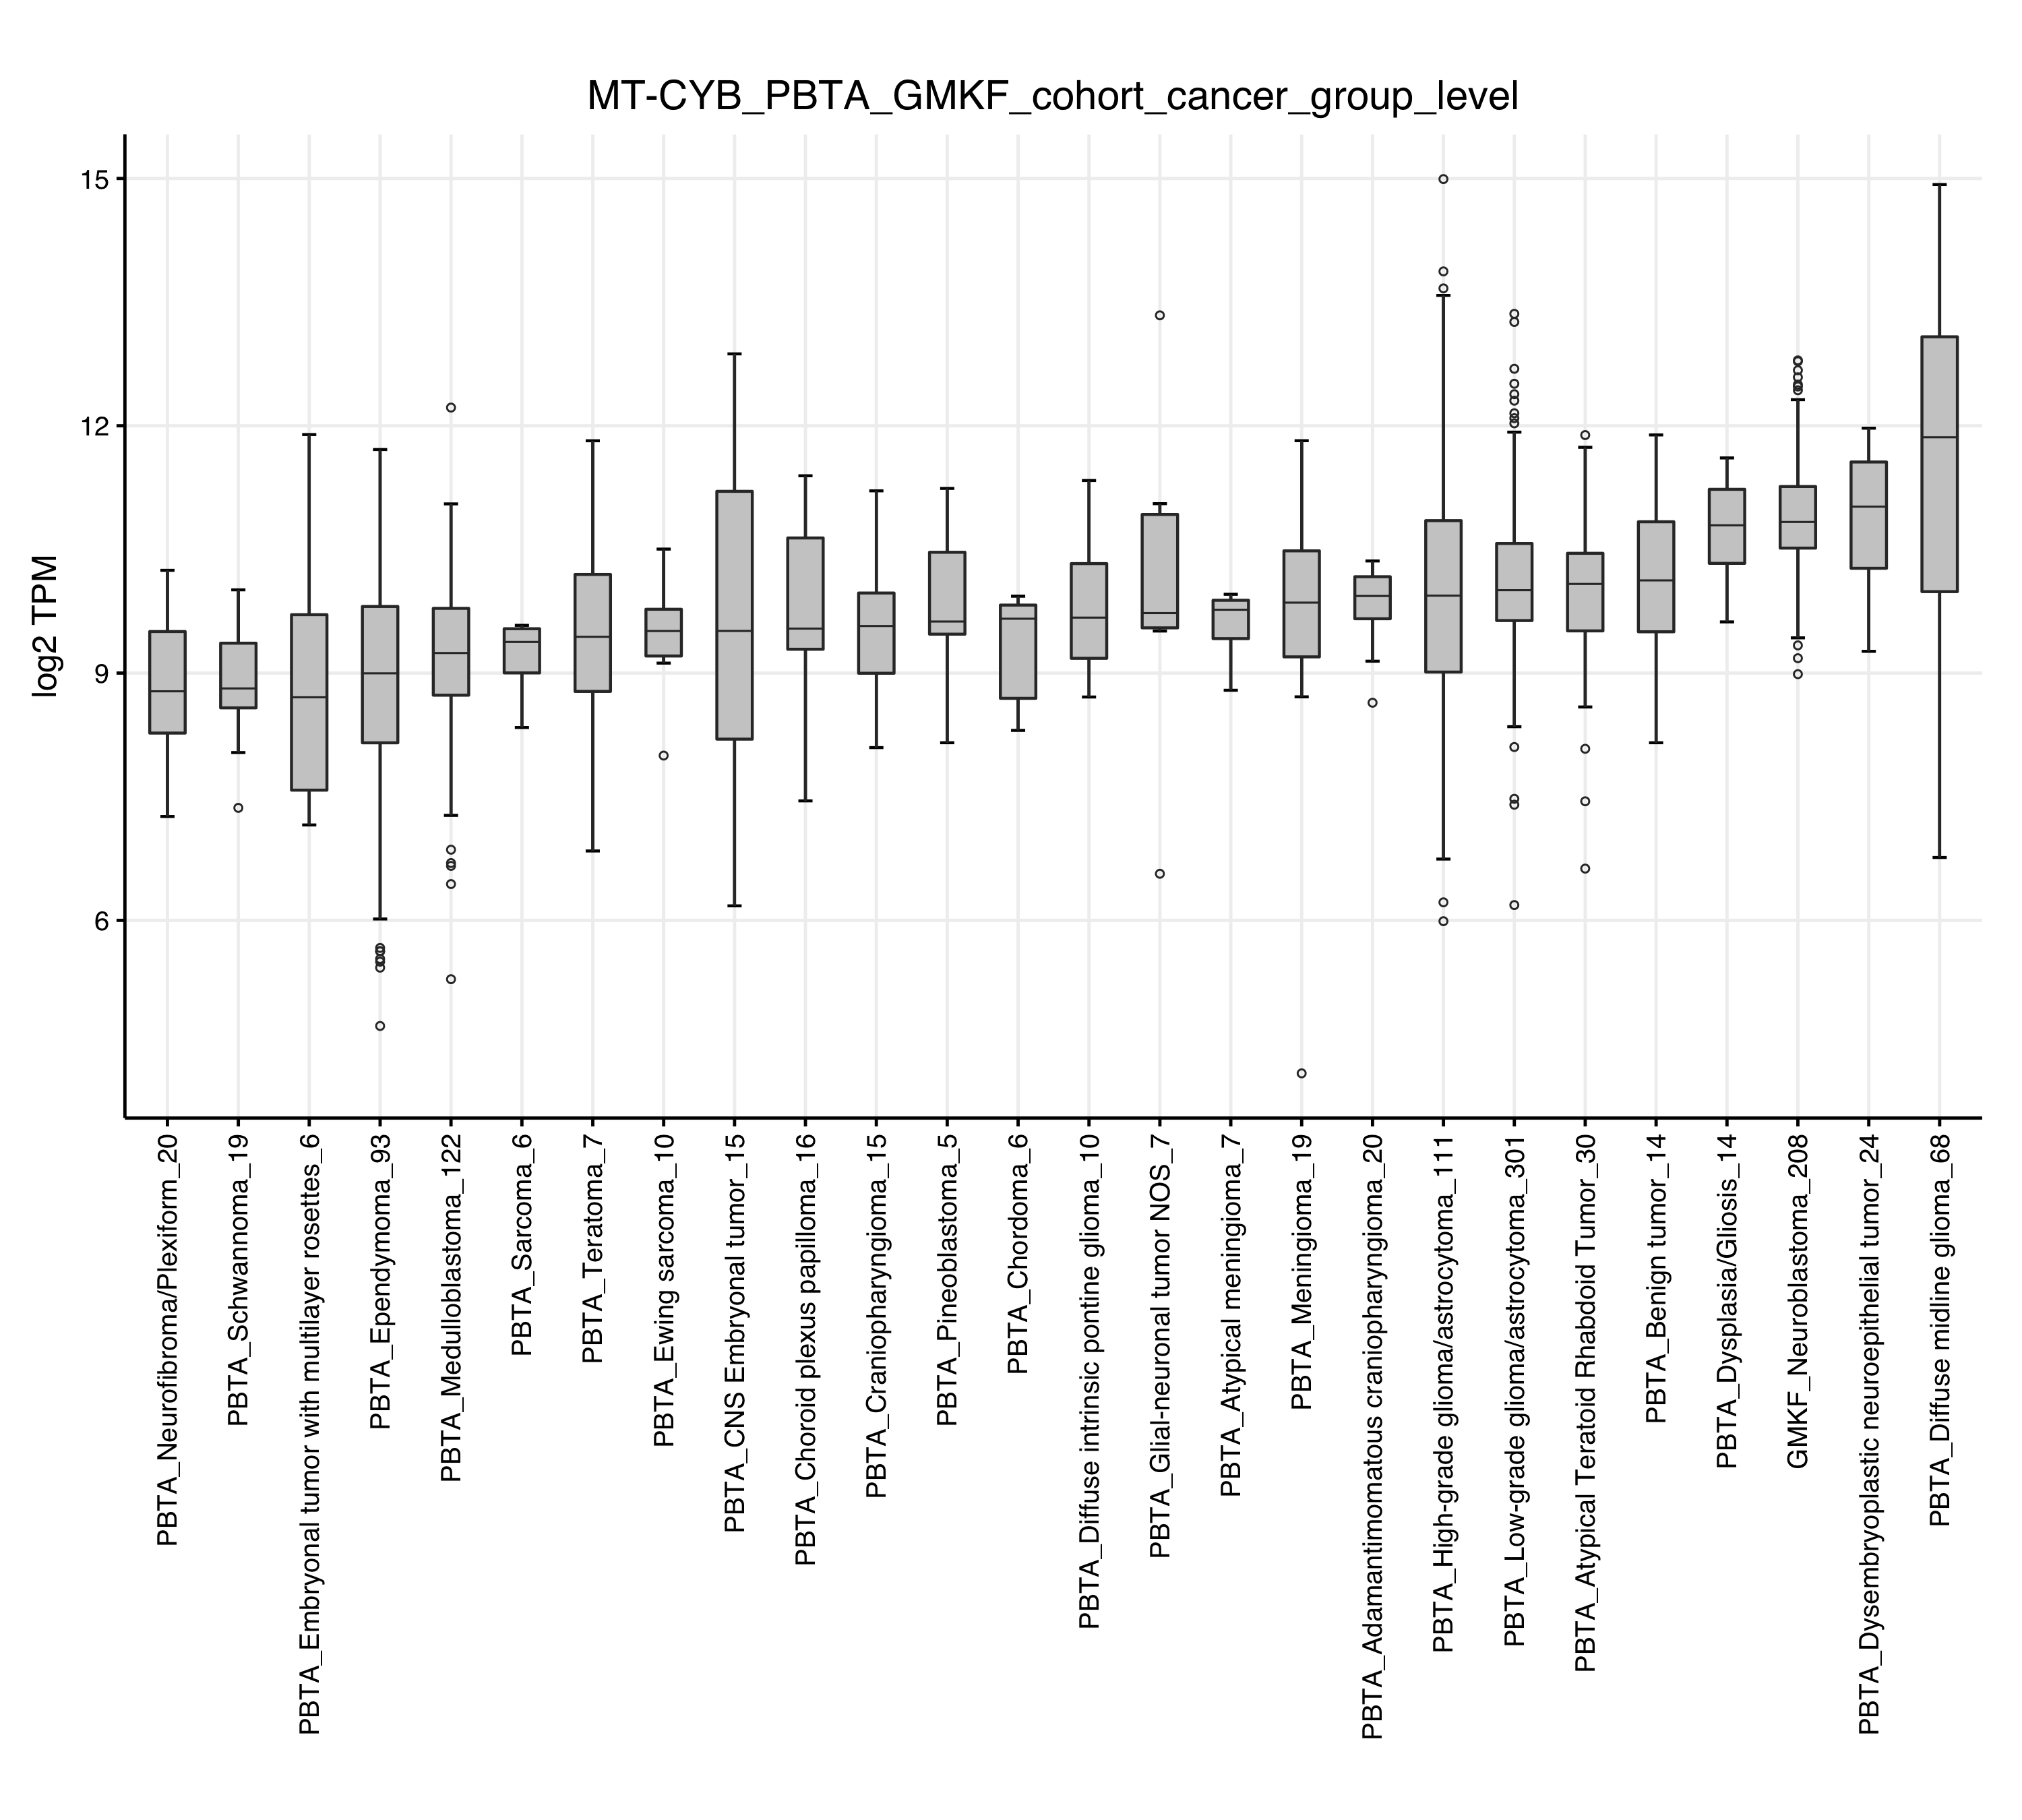 MT-CYB_PBTA_GMKF_cohort_cancer_group_level
log2 TPM
15
12
9
6
PBTA_Neurofibroma/Plexiform_20
PBTA_Schwannoma_19
PBTA_Embryonal tumor with multilayer rosettes_6
PBTA_Ependymoma_93
PBTA_Medulloblastoma_122
PBTA_Sarcoma_6
PBTA_Teratoma_7
PBTA_Ewing sarcoma_10
PBTA_CNS Embryonal tumor_15
PBTA_Choroid plexus papilloma_16
PBTA_Craniopharyngioma_15
PBTA_Pineoblastoma_5
PBTA_Chordoma_6
PBTA_Diffuse intrinsic pontine glioma_10
PBTA_Glial-neuronal tumor NOS_7
PBTA_Atypical meningioma_7
PBTA_Meningioma_19
PBTA_Adamantinomatous craniopharyngioma_20
PBTA_High-grade glioma/astrocytoma_111
PBTA_Low-grade glioma/astrocytoma_301
PBTA_Atypical Teratoid Rhabdoid Tumor_30
PBTA_Benign tumor_14
PBTA_Dysplasia/Gliosis_14
GMKF_Neuroblastoma_208
PBTA_Dysembryoplastic neuroepithelial tumor_24
PBTA_Diffuse midline glioma_68